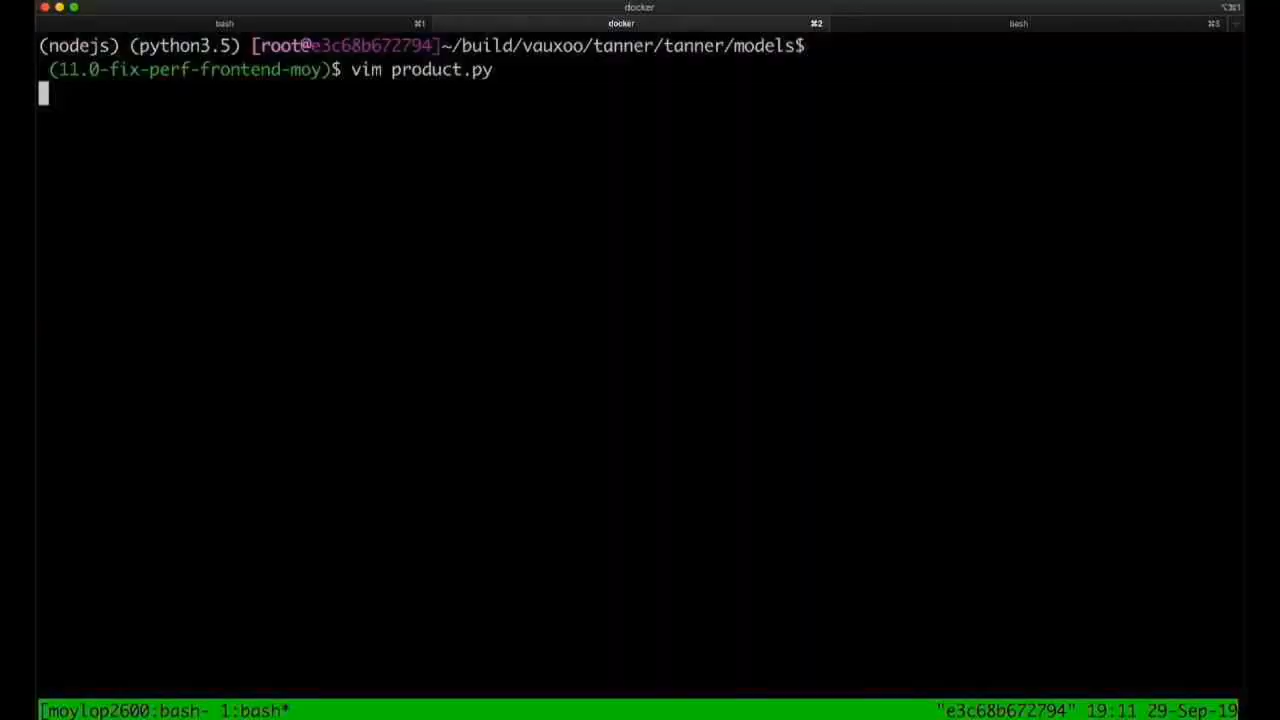 docker
⌥⌘1
bash ⌘1 docker ⌘2 bash ⌘3
(nodejs) (python3.5) [root@e3c68b672794]~/build/vauxoo/tanner/tanner/models$
(11.0-fix-perf-frontend-moy)$ vim product.py
[moylop2600:bash- 1:bash* "e3c68b672794" 19:11 29-Sep-19